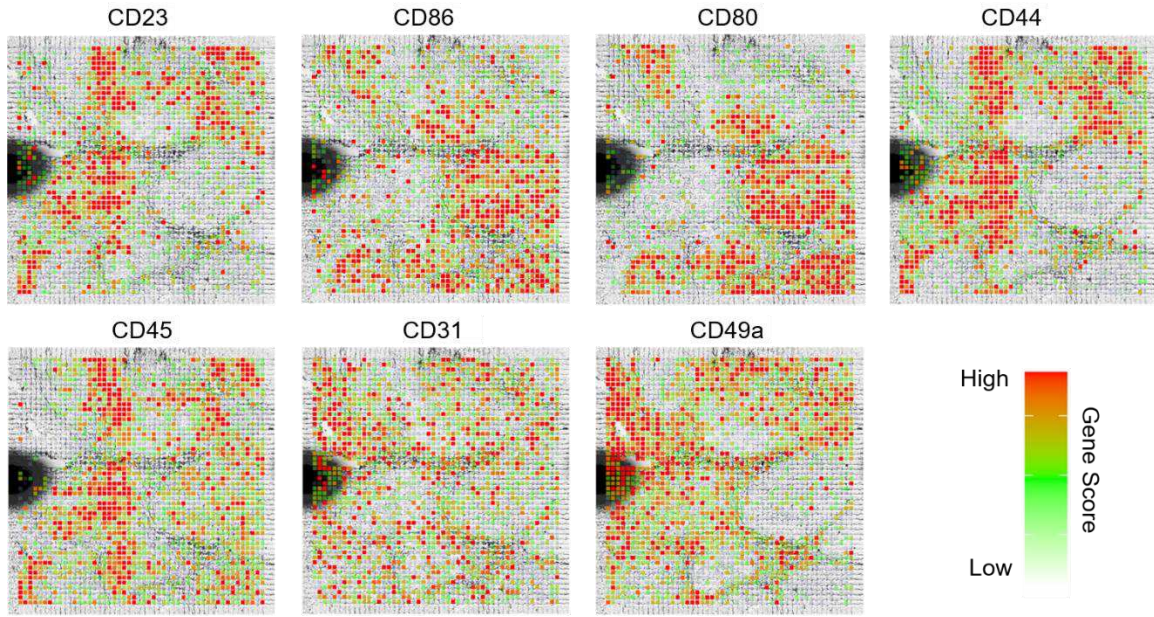 CD23
CD86
CD80
CD44
CD45
CD31
CD49a
High
Low
Gene Score